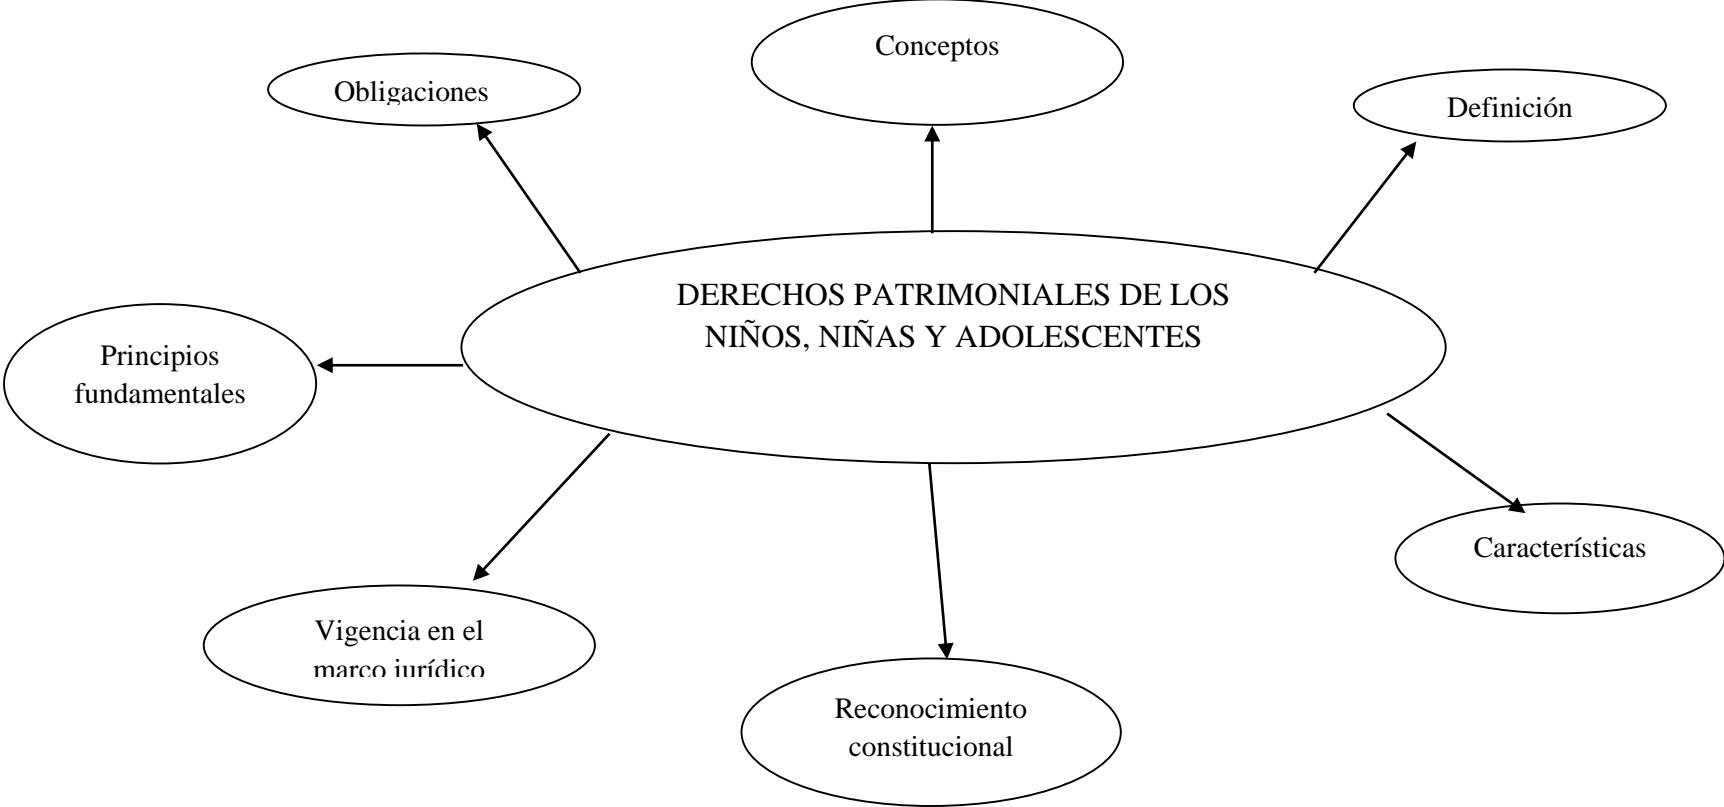 Conceptos
Obligaciones
Definición
DERECHOS PATRIMONIALES DE LOS
NIÑOS, NIÑAS Y ADOLESCENTES
Principios
fundamentales
Características
Vigencia en el
marco jurídico
Reconocimiento
constitucional